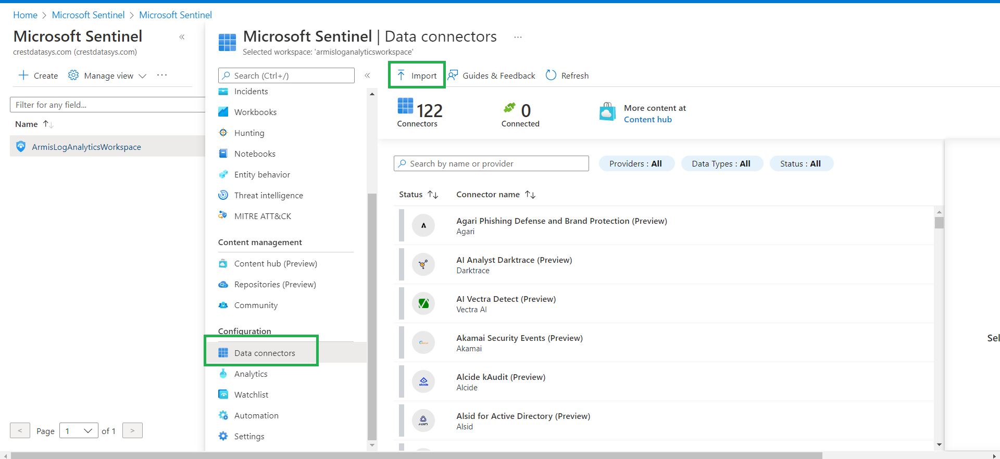 Home > Microsoft Sentinel > Microsoft Sentinel
Microsoft Sentinel
crestdatasys.com (crestdatasys.com)
Create
Manage view
Filter for any field...
Name
ArmisLogAnalyticsWorkspace
< Page 1 of 1 >
Microsoft Sentinel | Data connectors
Selected workspace: 'armisloganalyticsworkspace'
Search (Ctrl+/)
Incidents
Workbooks
Hunting
Notebooks
Entity behavior
Threat intelligence
MITRE ATT&CK
Content management
Content hub (Preview)
Repositories (Preview)
Community
Configuration
Data connectors
Analytics
Watchlist
Automation
Settings
Import
Guides & Feedback
Refresh
122
Connectors
0
Connected
More content at
Content hub
Search by name or provider
Providers : All
Data Types : All
Status : All
Status
Connector name
Agari Phishing Defense and Brand Protection (Preview)
Agari
AI Analyst Darktrace (Preview)
Darktrace
AI Vectra Detect (Preview)
Vectra AI
Akamai Security Events (Preview)
Akamai
alcide
Alcide kAudit (Preview)
Alcide
Alsid for Active Directory (Preview)
Alsid
Sel